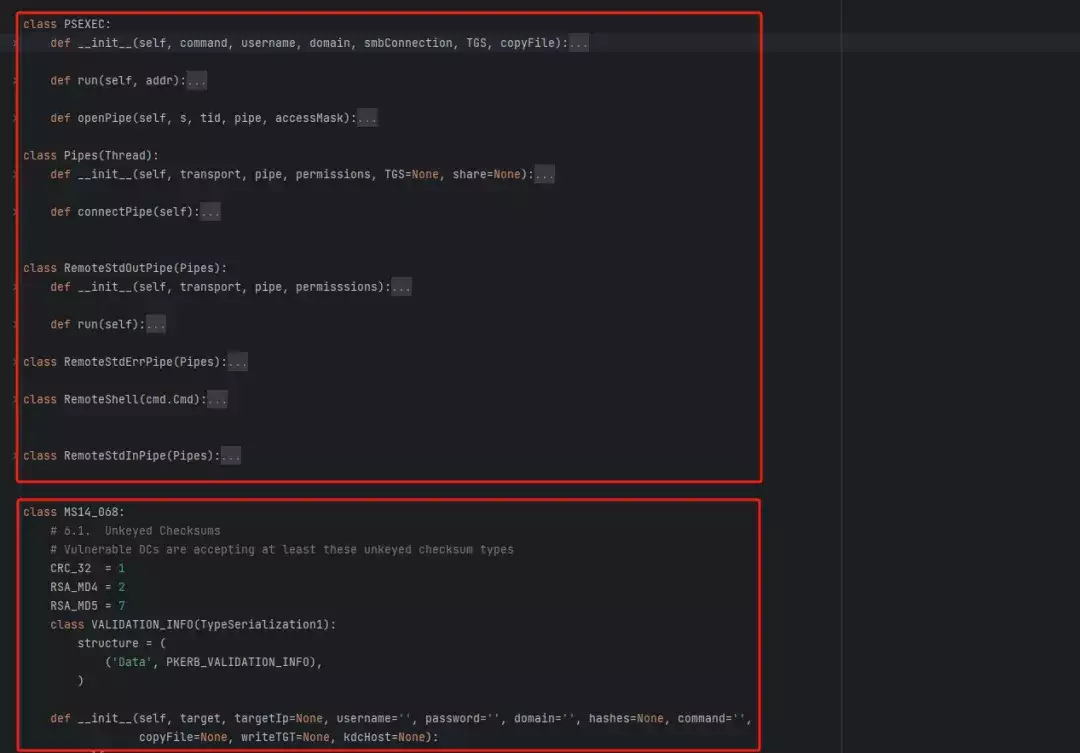 class PSEXEC:
def __init__(self, command, username, domain, smbConnection, TGS, copyFile):...
def run(self, addr):...
def openPipe(self, s, tid, pipe, accessMask):...
class Pipes(Thread):
def __init__(self, transport, pipe, permissions, TGS=None, share=None):...
def connectPipe(self):...
class RemoteStdOutPipe(Pipes):
def __init__(self, transport, pipe, permisssions):...
def run(self):...
class RemoteStdErrPipe(Pipes):...
class RemoteShell(cmd.Cmd):...
class RemoteStdInPipe(Pipes):...
class MS14_068:
# 6.1.  Unkeyed Checksums
# Vulnerable DCs are accepting at least these unkeyed checksum types
CRC_32  = 1
RSA_MD4 = 2
RSA_MD5 = 7
class VALIDATION_INFO(TypeSerialization1):
structure = (
('Data', PKERB_VALIDATION_INFO),
)
def __init__(self, target, targetIp=None, username='', password='', domain='', hashes=None, command='',
copyFile=None, writeTGT=None, kdcHost=None):